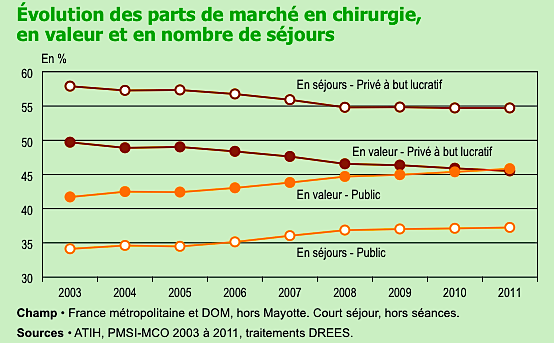 Évolution des parts de marché en chirurgie,
en valeur et en nombre de séjours
En %
60
55
50
45
40
35
30
En séjours - Privé à but lucratif
En valeur - Privé à but lucratif
En valeur - Public
En séjours - Public
2003 2004 2005 2006 2007 2008 2009 2010 2011
Champ • France métropolitaine et DOM, hors Mayotte. Court séjour, hors séances.
Sources • ATIH, PMSI-MCO 2003 à 2011, traitements DREES.